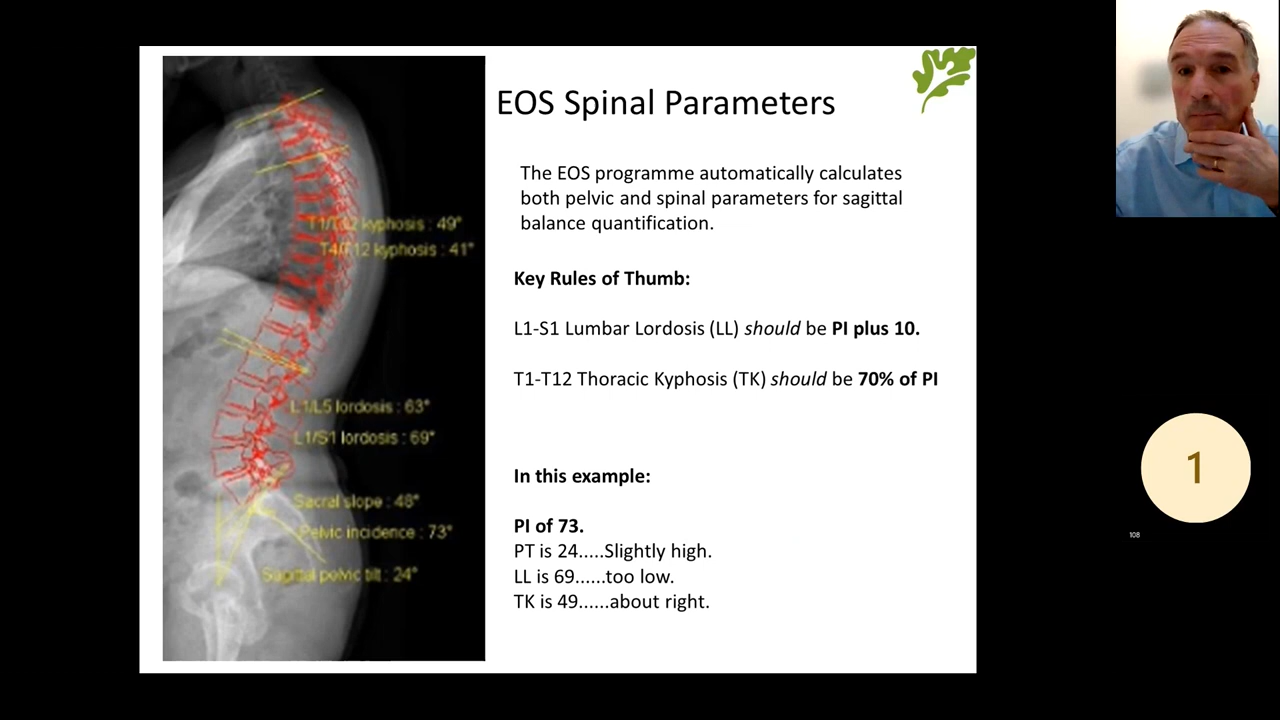 EOS Spinal Parameters
The EOS programme automatically calculates
both pelvic and spinal parameters for sagittal
balance quantification.
Key Rules of Thumb:
L1-S1 Lumbar Lordosis (LL) should be PI plus 10.
T1-T12 Thoracic Kyphosis (TK) should be 70% of PI
In this example:
PI of 73.
PT is 24.....Slightly high.
LL is 69......too low.
TK is 49......about right.
T1/T12 kyphosis : 49°
T4/T12 kyphosis : 41°
L1/L5 lordosis : 63°
L1/S1 lordosis : 69°
Sacral slope : 48°
Pelvic incidence : 73°
Sagittal pelvic tilt : 24°
1
108